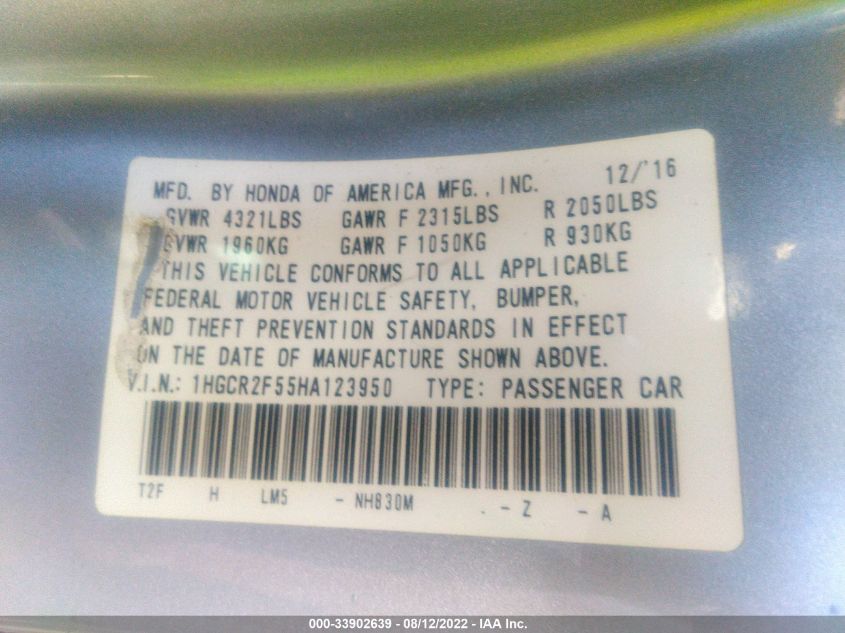 MFD. BY HONDA OF AMERICA MFG., INC. 12/'16
GVWR 4321LBS GAWR F 2315LBS R 2050LBS
GVWR 1960KG GAWR F 1050KG R 930KG
THIS VEHICLE CONFORMS TO ALL APPLICABLE
FEDERAL MOTOR VEHICLE SAFETY, BUMPER,
AND THEFT PREVENTION STANDARDS IN EFFECT
ON THE DATE OF MANUFACTURE SHOWN ABOVE.
V.I.N.: 1HGCR2F55HA123950 TYPE: PASSENGER CAR
T2F H LM5 - NH830M . - Z - A
000-33902639 - 08/12/2022 - IAA Inc.